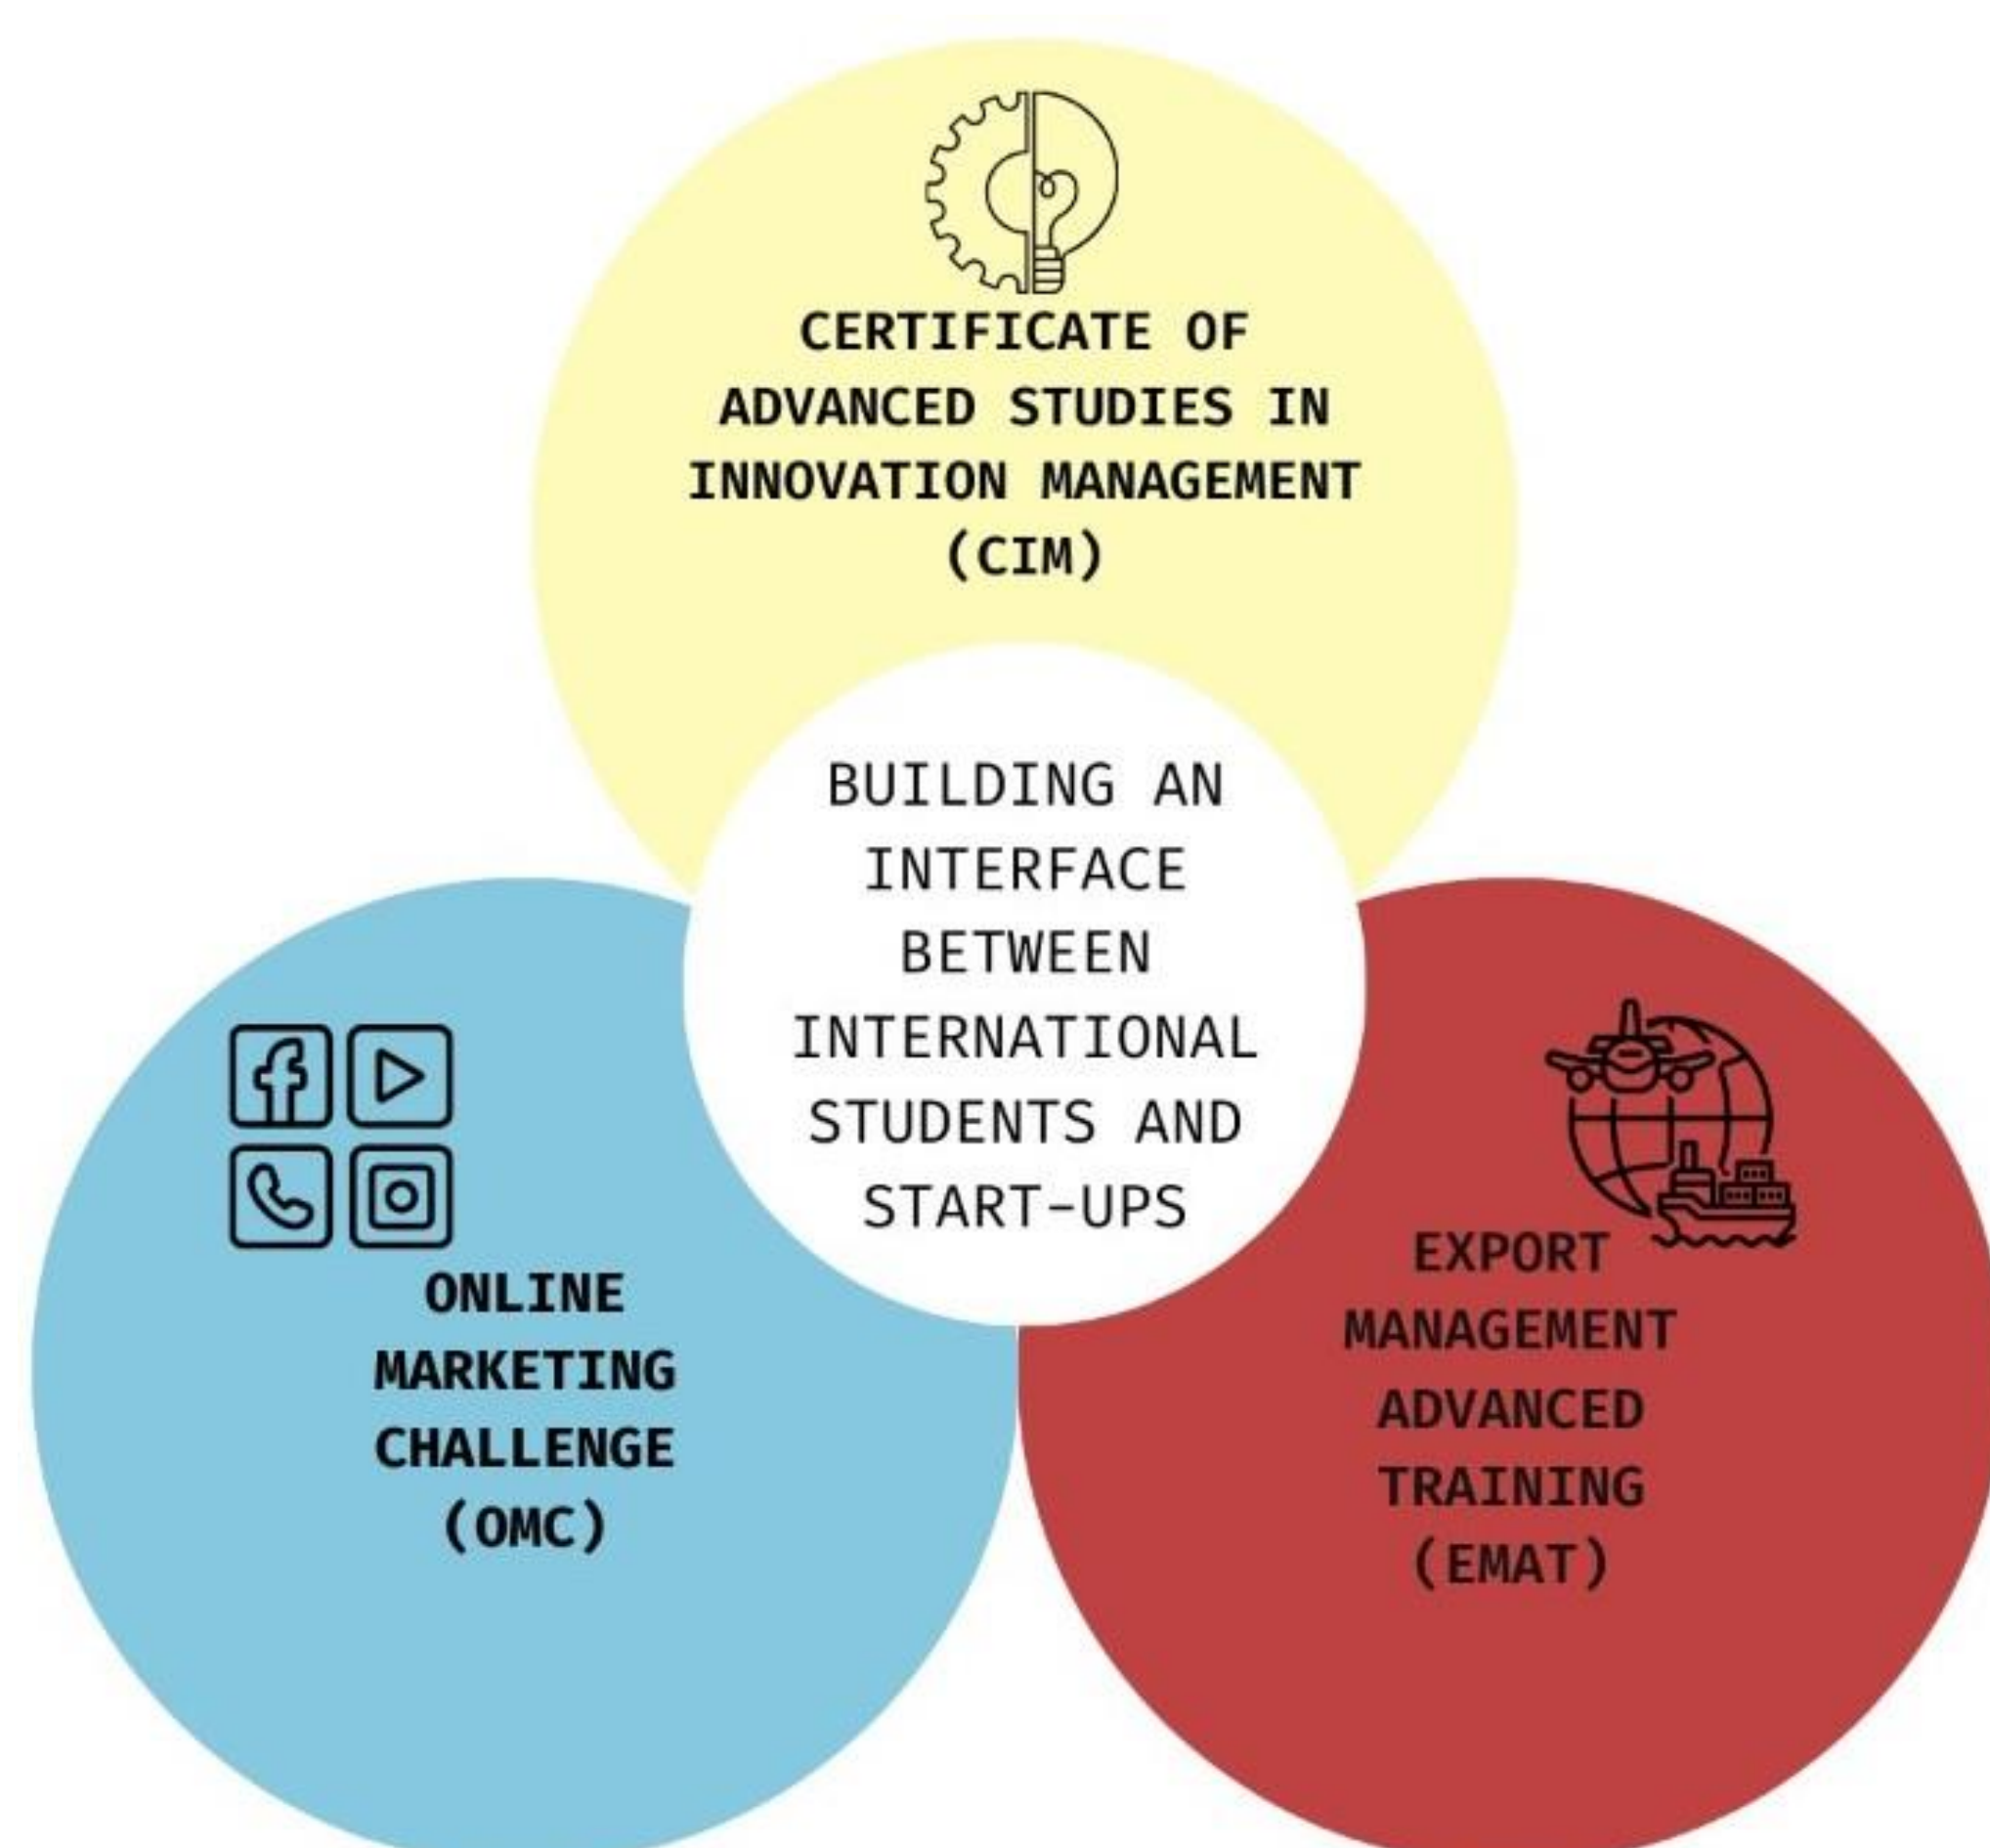 CERTIFICATE OF
ADVANCED STUDIES IN
INNOVATION MANAGEMENT
(CIM)
BUILDING AN
INTERFACE
BETWEEN
INTERNATIONAL
STUDENTS AND
START-UPS
ONLINE
MARKETING
CHALLENGE
(OMC)
EXPORT
MANAGEMENT
ADVANCED
TRAINING
(EMAT)